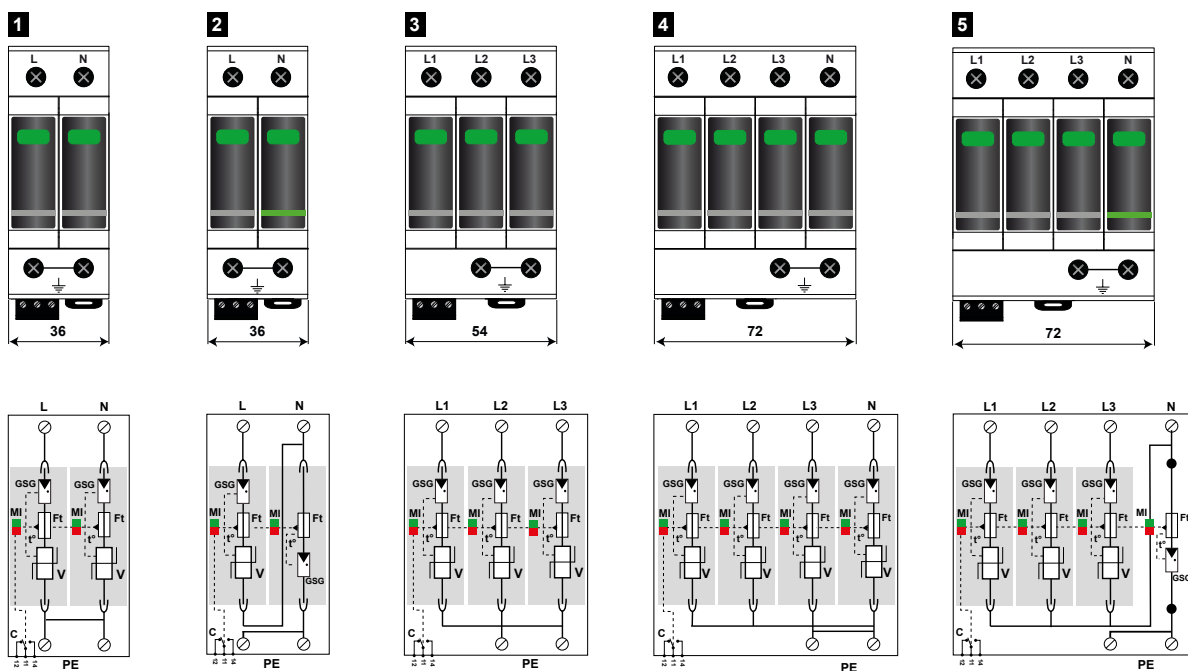 1 2 3 4 5
L N L N L1 L2 L3 L1 L2 L3 N L1 L2 L3 N
36 36 54 72 72
L N L N L1 L2 L3 L1 L2 L3 N L1 L2 L3 N
GSG GSG GSG GSG GSG GSG GSG GSG GSG GSG GSG GSG GSG
MI Ft MI MI Ft MI MI Ft MI Ft MI Ft MI Ft MI Ft MI Ft MI Ft MI Ft MI Ft MI Ft MI Ft
t° t° t° t° t° t° t° t° t° t° t° t° t° t° t°
V V V V V V V V V V V V V
GSG GSG
C C C C C
12 11 14 12 11 14 12 11 14 12 11 14 12 11 14
PE PE PE PE PE